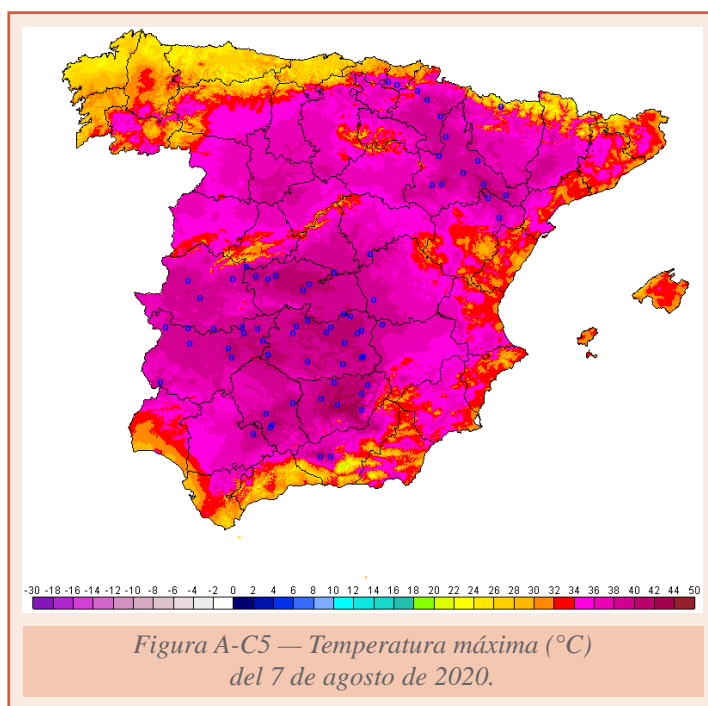 -30 -18 -16 -14 -12 -10 -8 -6 -4 -2 0 2 4 6 8 10 12 14 16 18 20 22 24 26 28 30 32 34 36 38 40 42 44 46 48 50
Figura A-C5 — Temperatura máxima (°C)
del 7 de agosto de 2020.